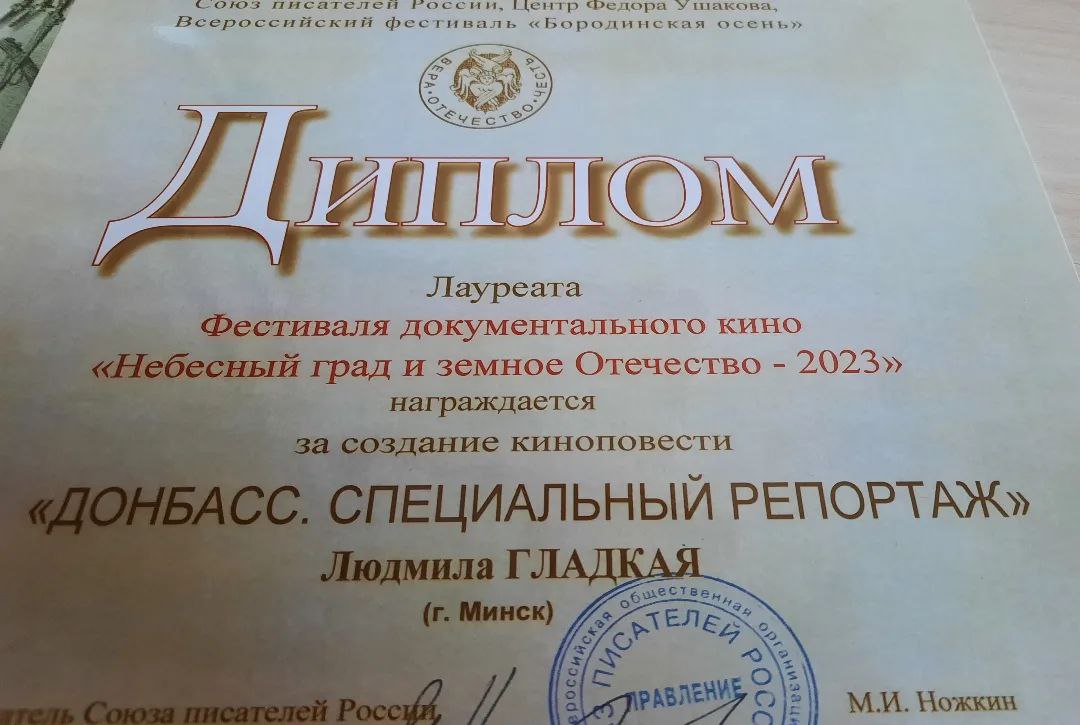 Союз писателей России, Центр Федора Ушакова,
Всероссийский фестиваль «Бородинская осень»
ВЕРА • ОТЕЧЕСТВО • ЧЕСТЬ
Диплом
Лауреата
Фестиваля документального кино
«Небесный град и земное Отечество - 2023»
награждается
за создание киноповести
«ДОНБАСС. СПЕЦИАЛЬНЫЙ РЕПОРТАЖ»
Людмила ГЛАДКАЯ
(г. Минск)
общественная
ПИСАТЕЛЕЙ
ПРАВЛЕНИЕ
Союза писателей России
М.И. Ножкин